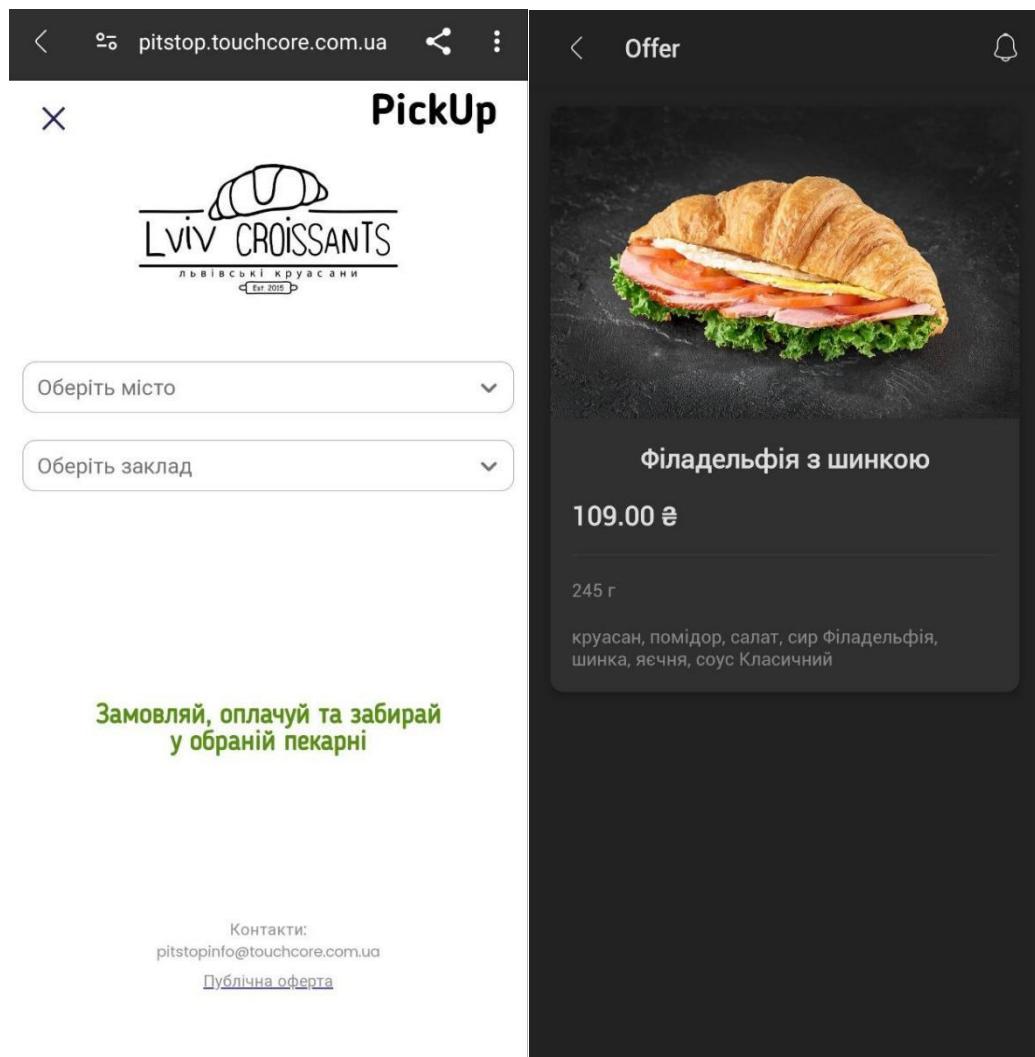 pitstop.touchcore.com.ua
PickUp
LVIV CROISSANTS
львівські круасани
Est 2015
Оберіть місто
Оберіть заклад
Замовляй, оплачуй та забирай
у обраній пекарні
Контакти:
pitstopinfo@touchcore.com.ua
Публічна оферта
Offer
Філадельфія з шинкою
109.00 ₴
245 г
круасан, помідор, салат, сир Філадельфія,
шинка, яєчня, соус Класичний